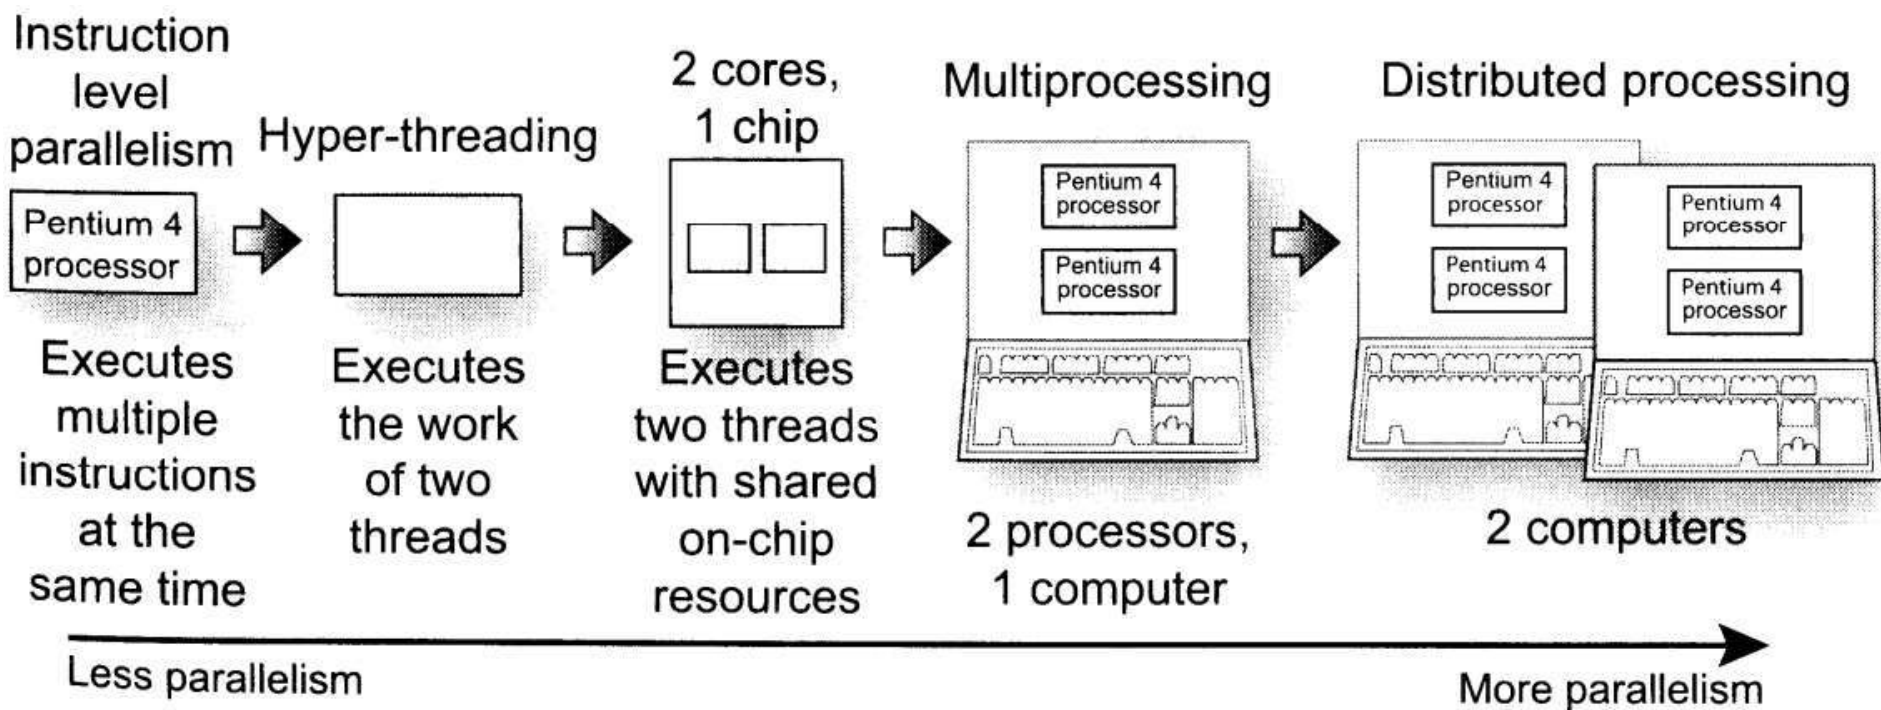 Instruction
level
parallelism
Pentium 4
processor
Executes
multiple
instructions
at the
same time
Hyper-threading
Executes
the work
of two
threads
2 cores,
1 chip
Executes
two threads
with shared
on-chip
resources
Multiprocessing
Pentium 4
processor
Pentium 4
processor
2 processors,
1 computer
Distributed processing
Pentium 4
processor
Pentium 4
processor
Pentium 4
processor
Pentium 4
processor
2 computers
Less parallelism
More parallelism